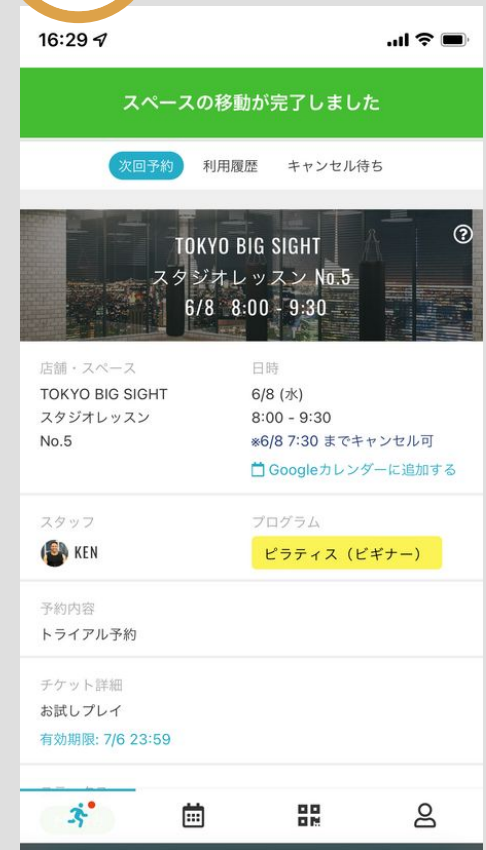 16:29
スペースの移動が完了しました
次回予約 利用履歴 キャンセル待ち
TOKYO BIG SIGHT
スタジオレッスン No.5
6/8 8:00 - 9:30
店舗・スペース
TOKYO BIG SIGHT
スタジオレッスン
No.5
日時
6/8 (水)
8:00 - 9:30
※6/8 7:30 までキャンセル可
Googleカレンダーに追加する
スタッフ
KEN
プログラム
ピラティス（ビギナー）
予約内容
トライアル予約
チケット詳細
お試しプレイ
有効期限: 7/6 23:59